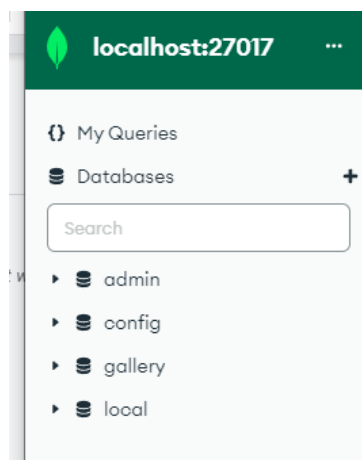 localhost:27017 ...
{} My Queries
Databases +
Search
admin
config
gallery
local